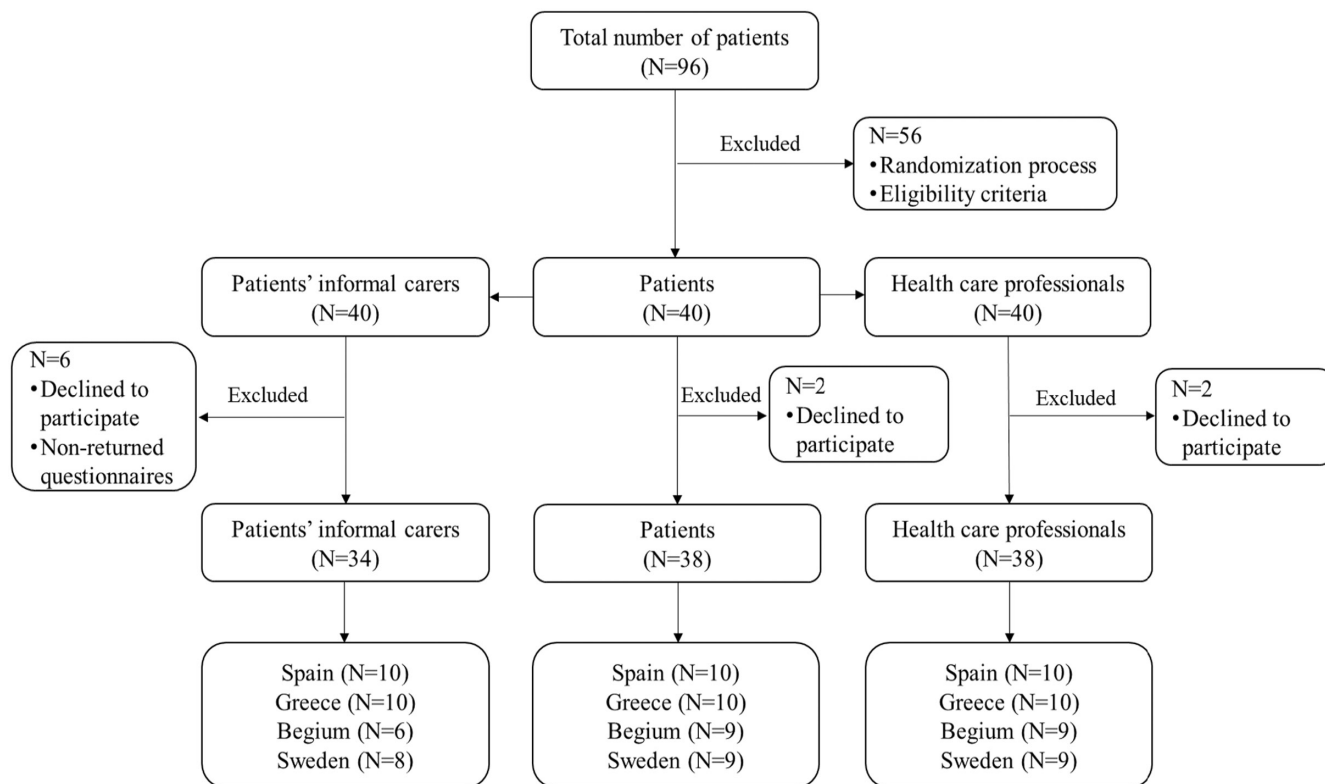 Total number of patients
(N=96)
Excluded
N=56
•Randomization process
•Eligibility criteria
Patients’ informal carers
(N=40)
Patients
(N=40)
Health care professionals
(N=40)
N=6
•Declined to
participate
•Non-returned
questionnaires
Excluded
Excluded
N=2
•Declined to
participate
Excluded
N=2
•Declined to
participate
Patients’ informal carers
(N=34)
Patients
(N=38)
Health care professionals
(N=38)
Spain (N=10)
Greece (N=10)
Begium (N=6)
Sweden (N=8)
Spain (N=10)
Greece (N=10)
Begium (N=9)
Sweden (N=9)
Spain (N=10)
Greece (N=10)
Begium (N=9)
Sweden (N=9)